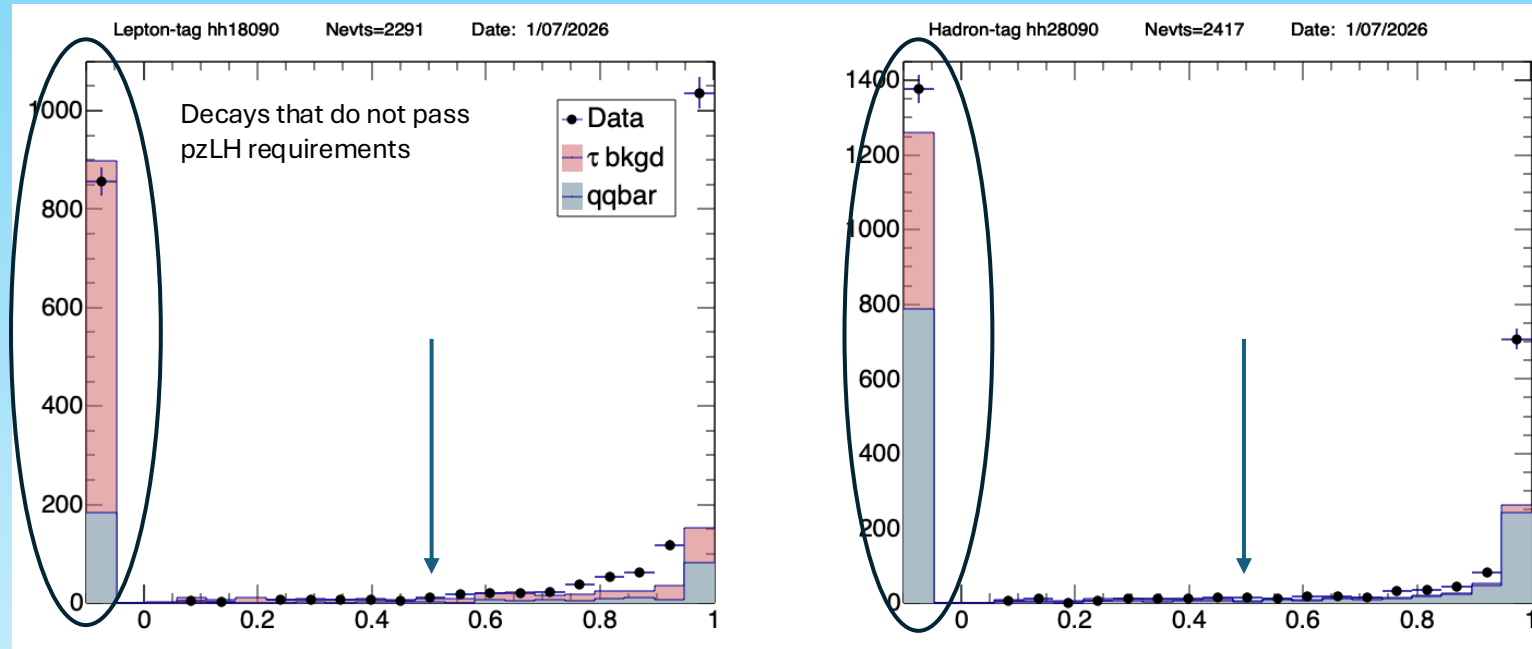 Lepton-tag hh18090 Nevts=2291 Date: 1/07/2026
Decays that do not pass
pzLH requirements
Data
τ bkgd
qqbar
1000
800
600
400
200
0
0 0.2 0.4 0.6 0.8 1
Hadron-tag hh28090 Nevts=2417 Date: 1/07/2026
1400
1200
1000
800
600
400
200
0
0 0.2 0.4 0.6 0.8 1